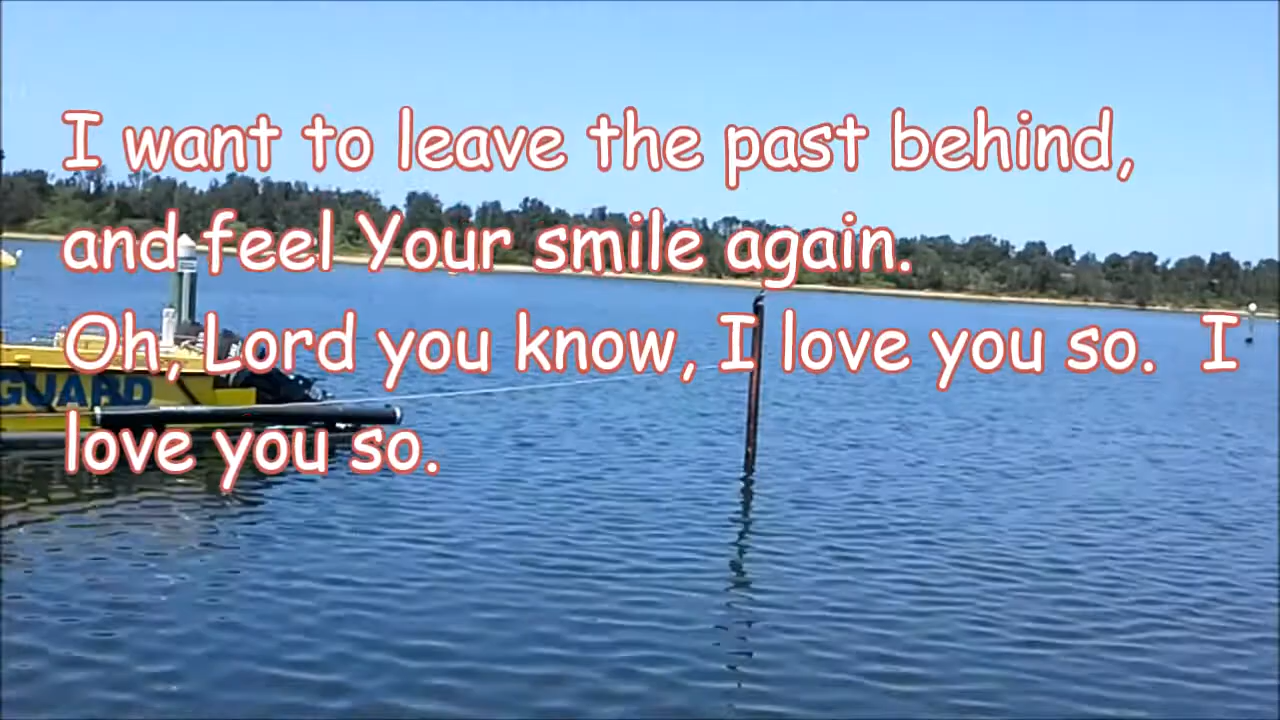 I want to leave the past behind,
and feel Your smile again.
Oh, Lord you know, I love you so.  I
love you so.
GUARD